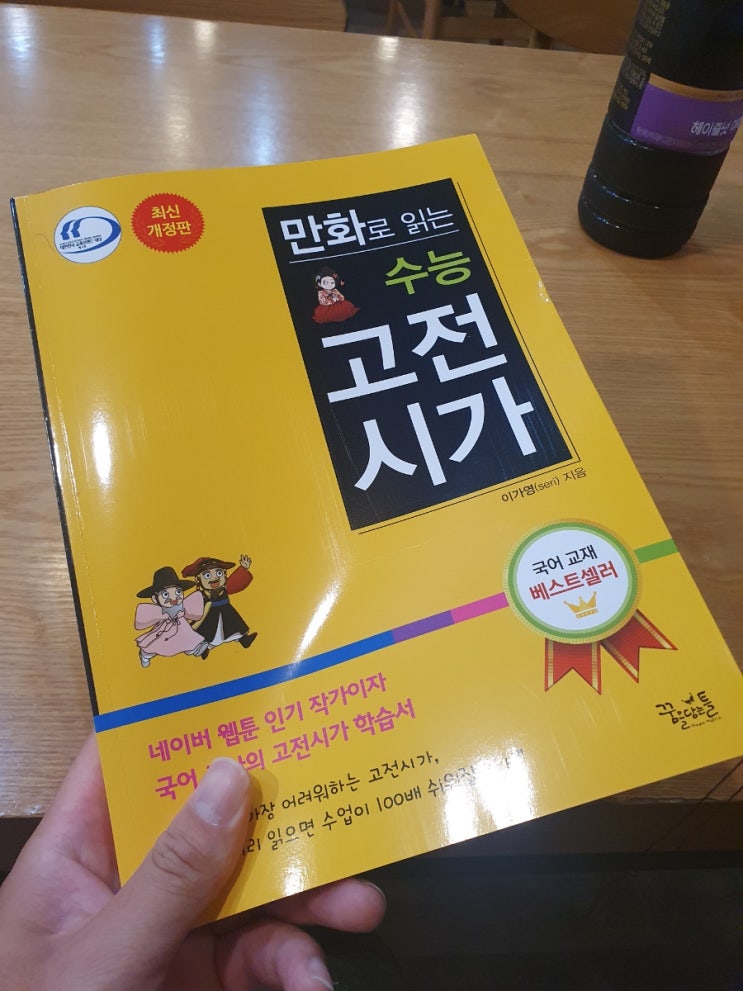 최신
개정판
만화로 읽는
수능
고전
시가
이가영(seri) 지음
국어 교재
베스트셀러
네이버 웹툰 인기 작가이자
국어 의 고전시가 학습서
가장 어려워하는 고전시가,
읽으면 수업이 100배
꿈을담는틀
헤이즐넛